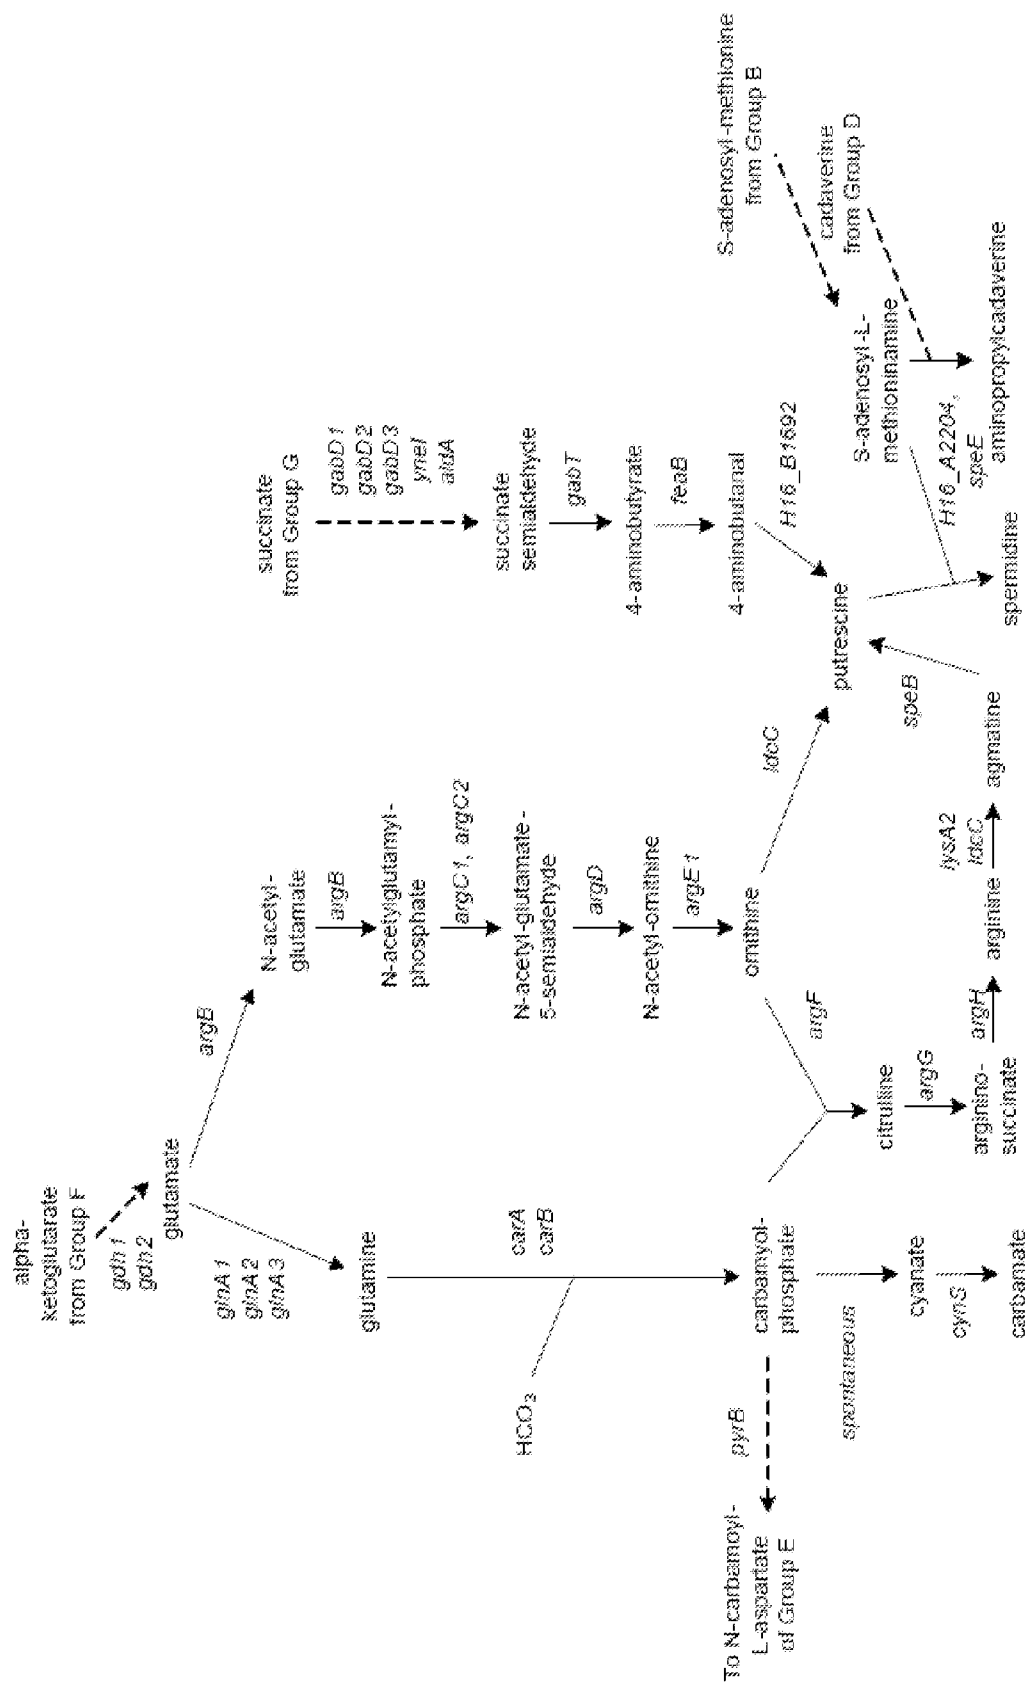 alpha-
ketoglutarate
from Group F
gdh1
gdh2
glutamate
glnA1
glnA2
glnA3
glutamine
argB
N-acetyl-
glutamate
argB
N-acetylglutamyl-
phosphate
argC1, argC2
N-acetyl-glutamate-
5-semialdehyde
argD
N-acetyl-ornithine
argE1
ornithine
succinate
from Group G
gabD1
gabD2
gabD3
yneI
aldA
succinate
semialdehyde
gabT
4-aminobutyrate
feaB
4-aminobutanal
H16_B1692
putrescine
HCO3
carA
carB
carbamyol-
phosphate
pyrB
To N-carbamoyl-
L-aspartate
of Group E
spontaneous
cyanate
cynS
carbamate
argF
citrulline
argG
arginino-
succinate
argH
arginine
lysA2
ldcC
agmatine
speB
ldcC
S-adenosyl-methionine
from Group B
cadaverine
from Group D
S-adenosyl-L-
methioninamine
H16_A2204,
speE
spermidine
aminopropylcadaverine